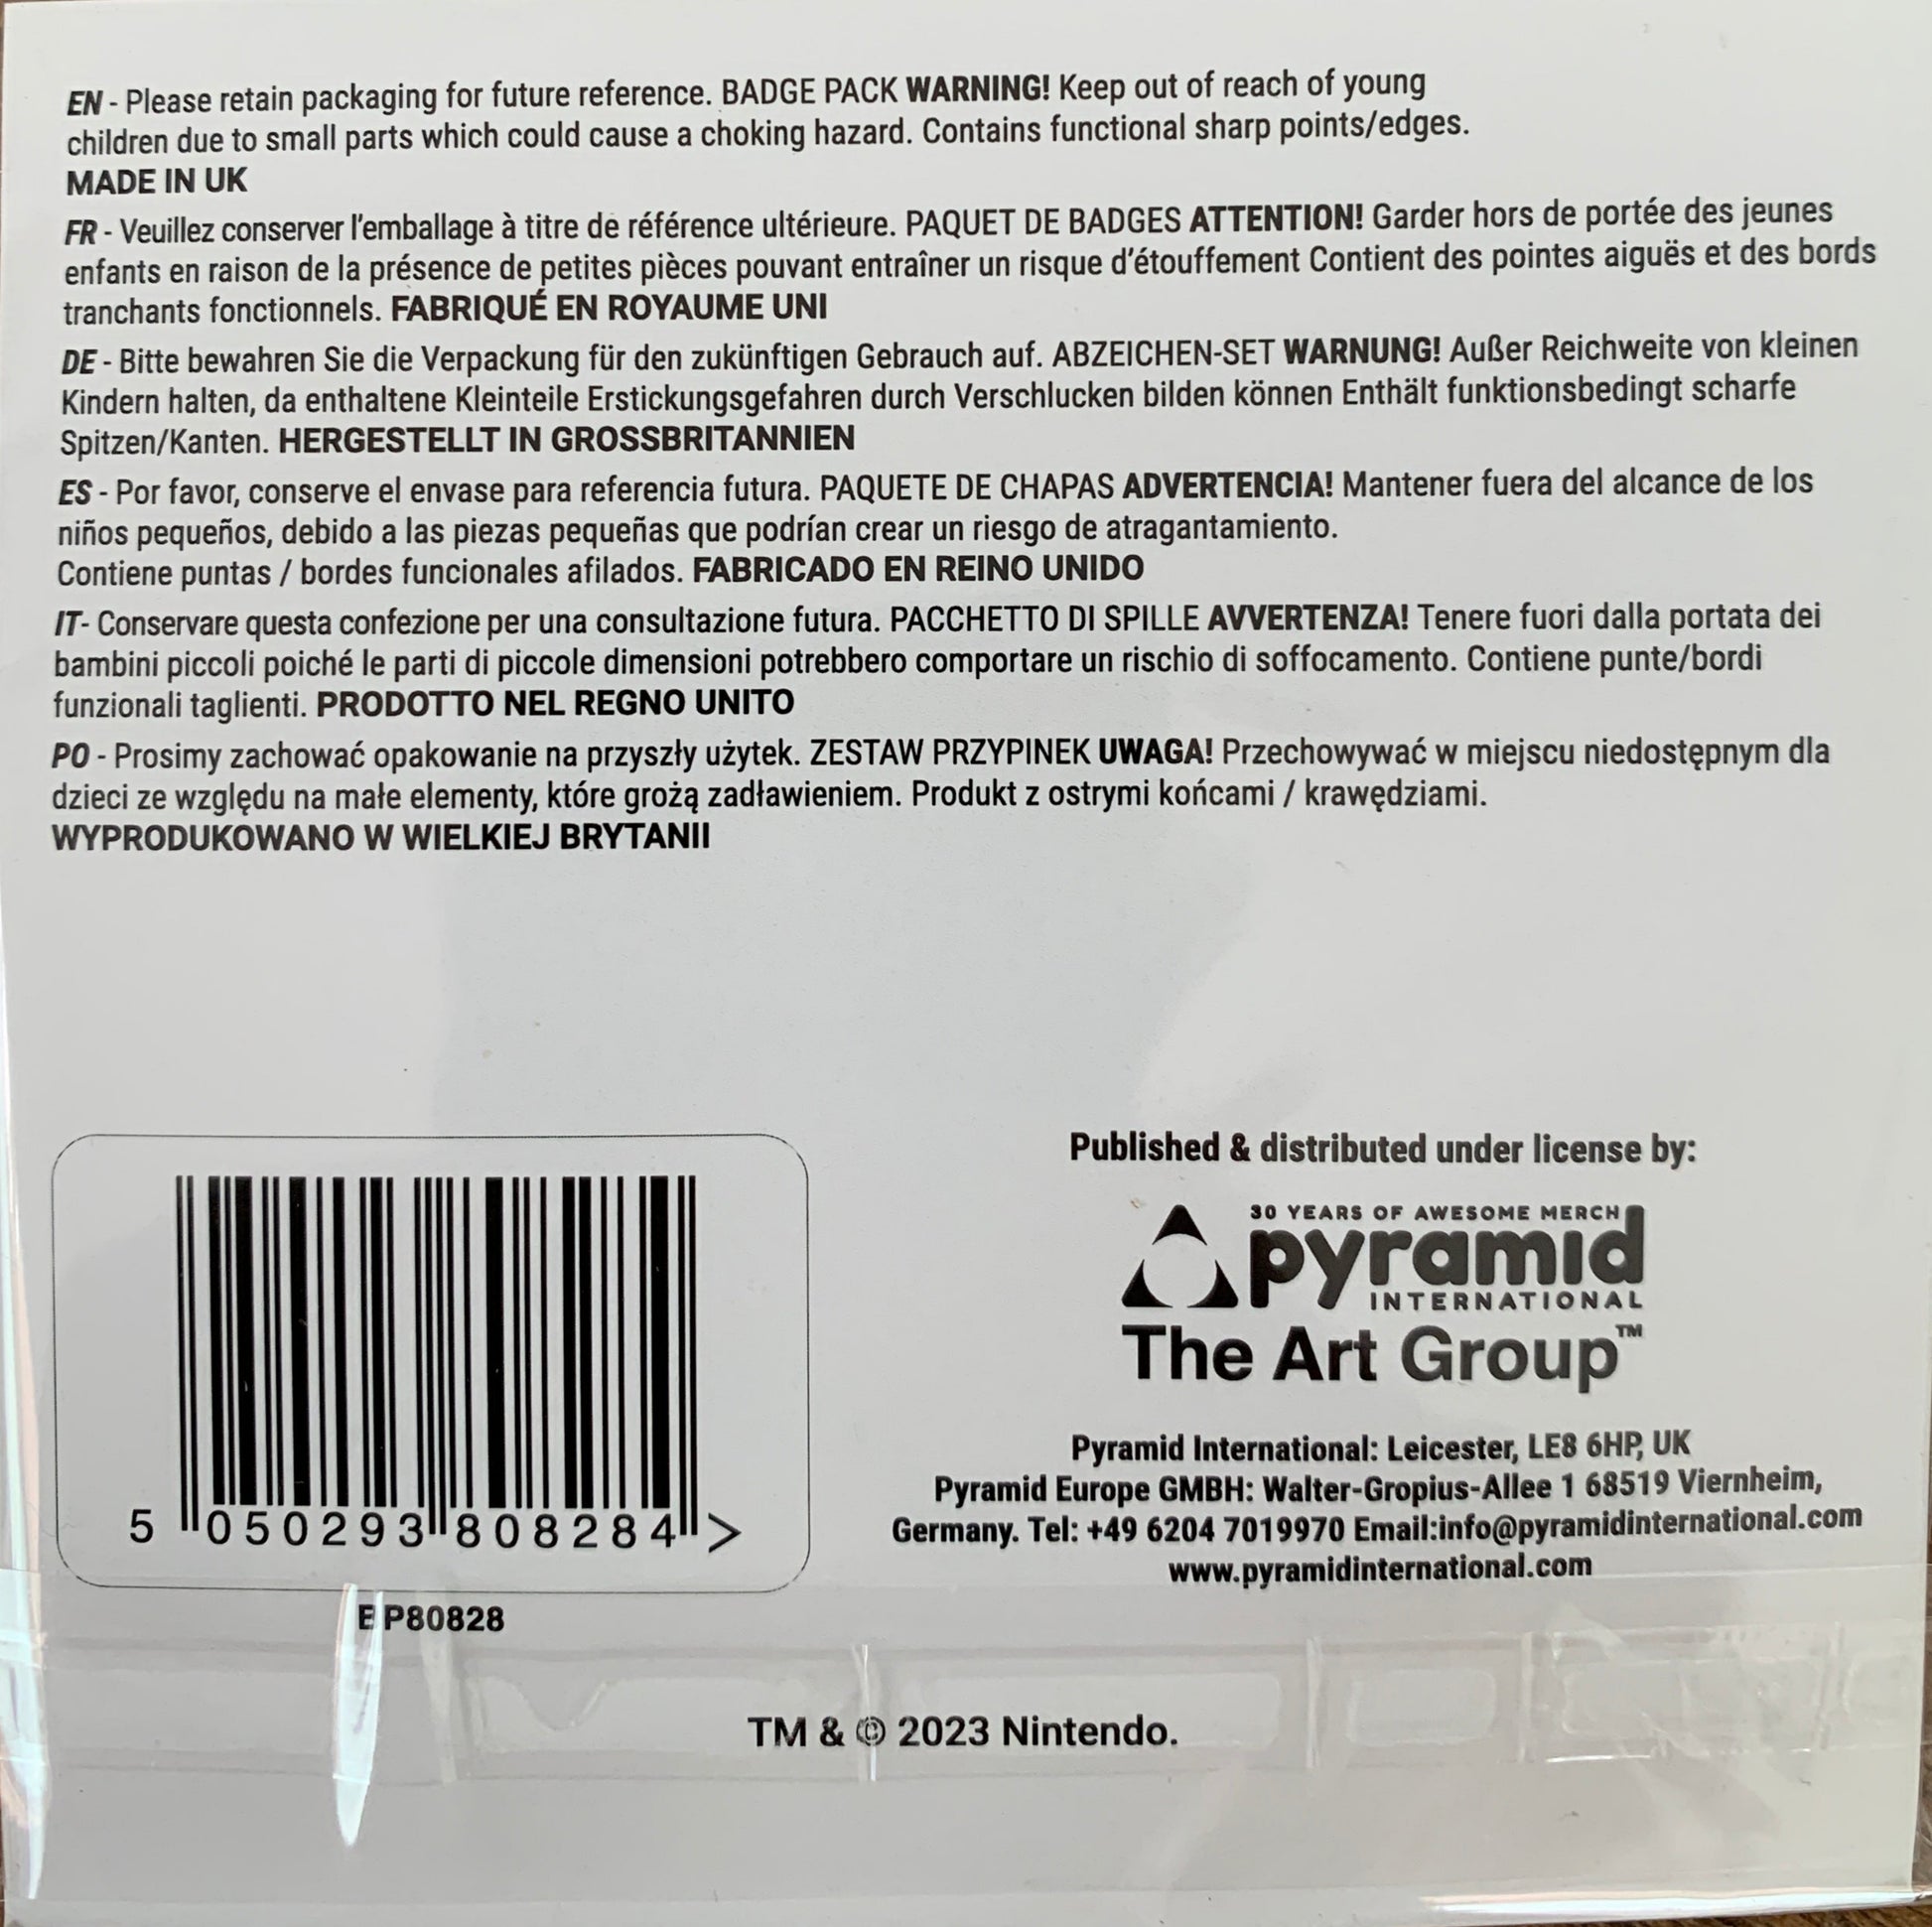 EN - Please retain packaging for future reference. BADGE PACK WARNING! Keep out of reach of young
children due to small parts which could cause a choking hazard. Contains functional sharp points/edges.
MADE IN UK
FR - Veuillez conserver l'emballage à titre de référence ultérieure. PAQUET DE BADGES ATTENTION! Garder hors de portée des jeunes
enfants en raison de la présence de petites pièces pouvant entraîner un risque d'étouffement Contient des pointes aiguës et des bords
tranchants fonctionnels. FABRIQUÉ EN ROYAUME UNI
DE - Bitte bewahren Sie die Verpackung für den zukünftigen Gebrauch auf. ABZEICHEN-SET WARNUNG! Außer Reichweite von kleinen
Kindern halten, da enthaltene Kleinteile Erstickungsgefahren durch Verschlucken bilden können Enthält funktionsbedingt scharfe
Spitzen/Kanten. HERGESTELLT IN GROSSBRITANNIEN
ES - Por favor, conserve el envase para referencia futura. PAQUETE DE CHAPAS ADVERTENCIA! Mantener fuera del alcance de los
niños pequeños, debido a las piezas pequeñas que podrían crear un riesgo de atragantamiento.
Contiene puntas / bordes funcionales afilados. FABRICADO EN REINO UNIDO
IT- Conservare questa confezione per una consultazione futura. PACCHETTO DI SPILLE AVVERTENZA! Tenere fuori dalla portata dei
bambini piccoli poiché le parti di piccole dimensioni potrebbero comportare un rischio di soffocamento. Contiene punte/bordi
funzionali taglienti. PRODOTTO NEL REGNO UNITO
PO - Prosimy zachować opakowanie na przyszły użytek. ZESTAW PRZYPINEK UWAGA! Przechowywać w miejscu niedostępnym dla
dzieci ze względu na małe elementy, które grożą zadławieniem. Produkt z ostrymi końcami / krawędziami.
WYPRODUKOWANO W WIELKIEJ BRYTANII
5 050293 808284 >
BP80828
Published & distributed under license by:
30 YEARS OF AWESOME MERCH
pyramid
INTERNATIONAL
The Art Group™
Pyramid International: Leicester, LE8 6HP, UK
Pyramid Europe GMBH: Walter-Gropius-Allee 1 68519 Viernheim,
Germany. Tel: +49 6204 7019970 Email:info@pyramidinternational.com
www.pyramidinternational.com
TM & © 2023 Nintendo.